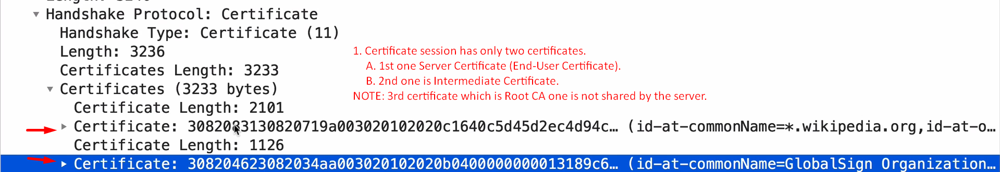 Handshake Protocol: Certificate
Handshake Type: Certificate (11)
Length: 3236
1. Certificate session has only two certificates.
Certificates Length: 3233
A. 1st one Server Certificate (End-User Certificate).
B. 2nd one is Intermediate Certificate.
Certificates (3233 bytes)
NOTE: 3rd certificate which is Root CA one is not shared by the server.
Certificate Length: 2101
Certificate: 3082083130820719a003020102020c1640c5d45d2ec4d94c… (id-at-commonName=*.wikipedia.org,id-at-o…
Certificate Length: 1126
Certificate: 308204623082034aa003020102020b0400000000013189c6… (id-at-commonName=GlobalSign Organization…